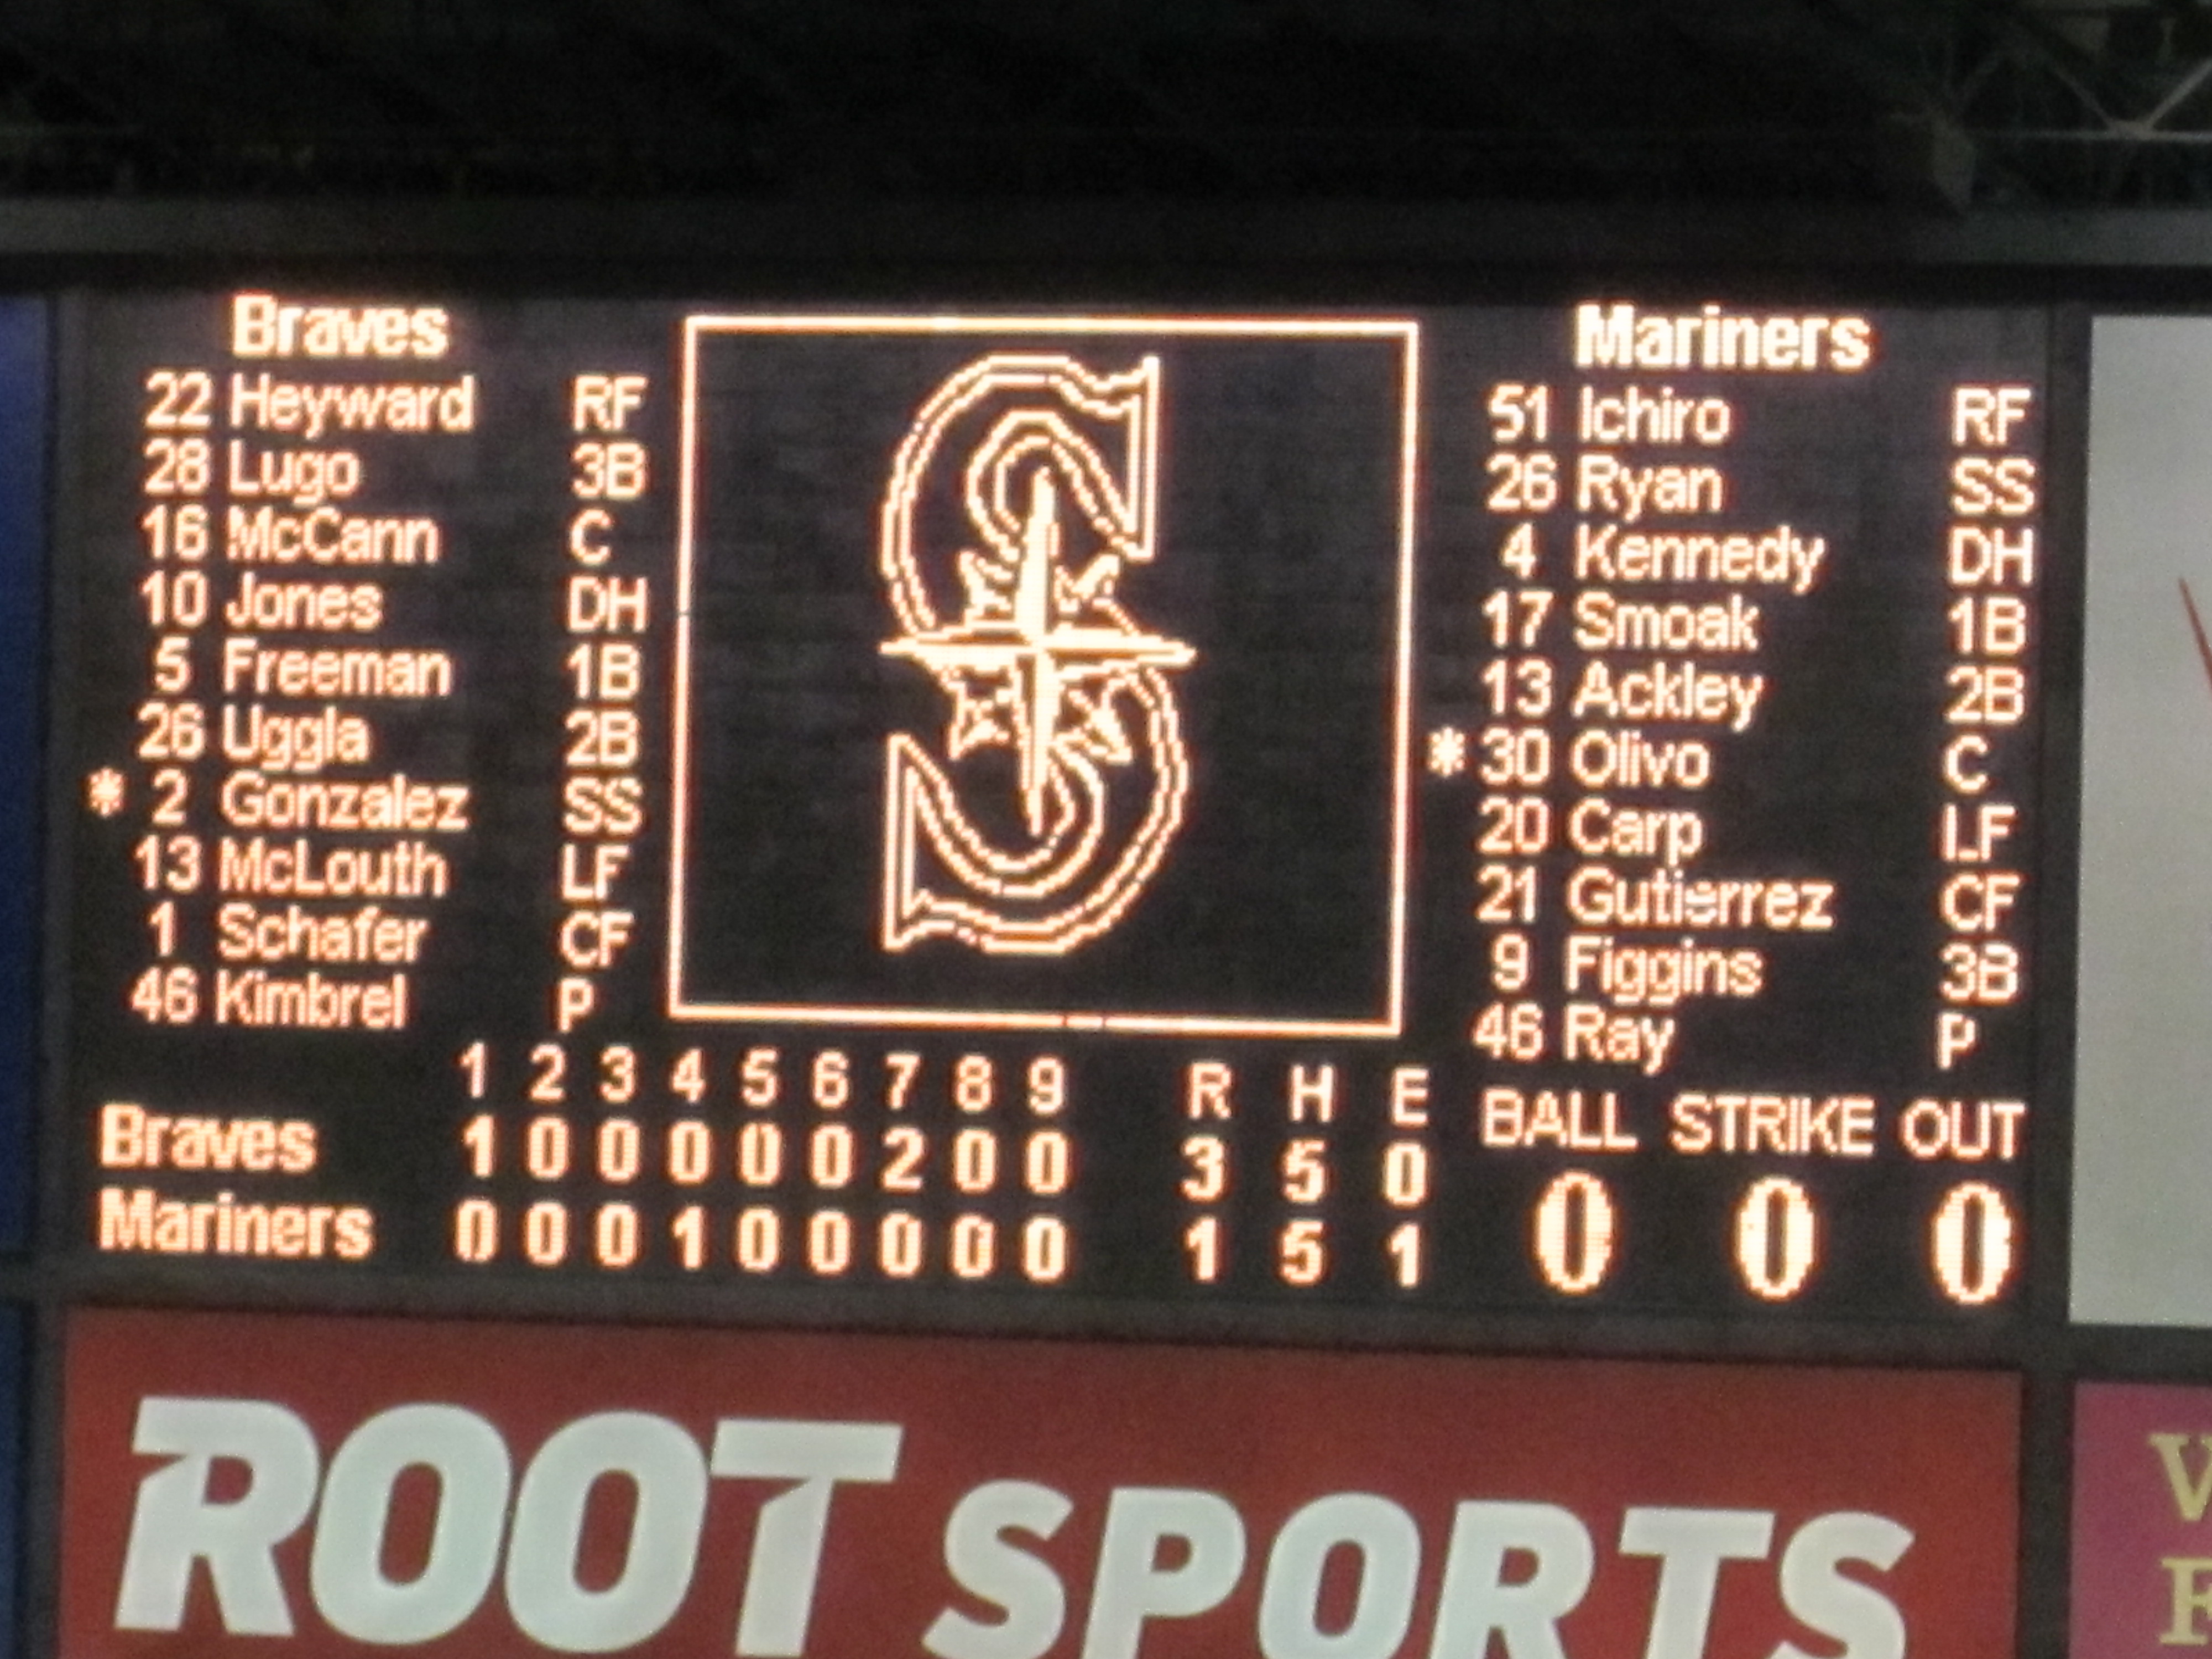 Braves
22 Heyward RF
28 Lugo 3B
16 McCann C
10 Jones DH
5 Freeman 1B
26 Uggla 2B
* 2 Gonzalez SS
13 McLouth LF
1 Schafer CF
46 Kimbrel P
S
Mariners
51 Ichiro RF
26 Ryan SS
4 Kennedy DH
17 Smoak 1B
13 Ackley 2B
* 30 Olivo C
20 Carp LF
21 Gutierrez CF
9 Figgins 3B
46 Ray P
1 2 3 4 5 6 7 8 9 R H E
Braves 1 0 0 0 0 0 2 0 0 3 5 0
Mariners 0 0 0 1 0 0 0 0 0 1 5 1
BALL STRIKE OUT
0 0 0
ROOT SPORTS